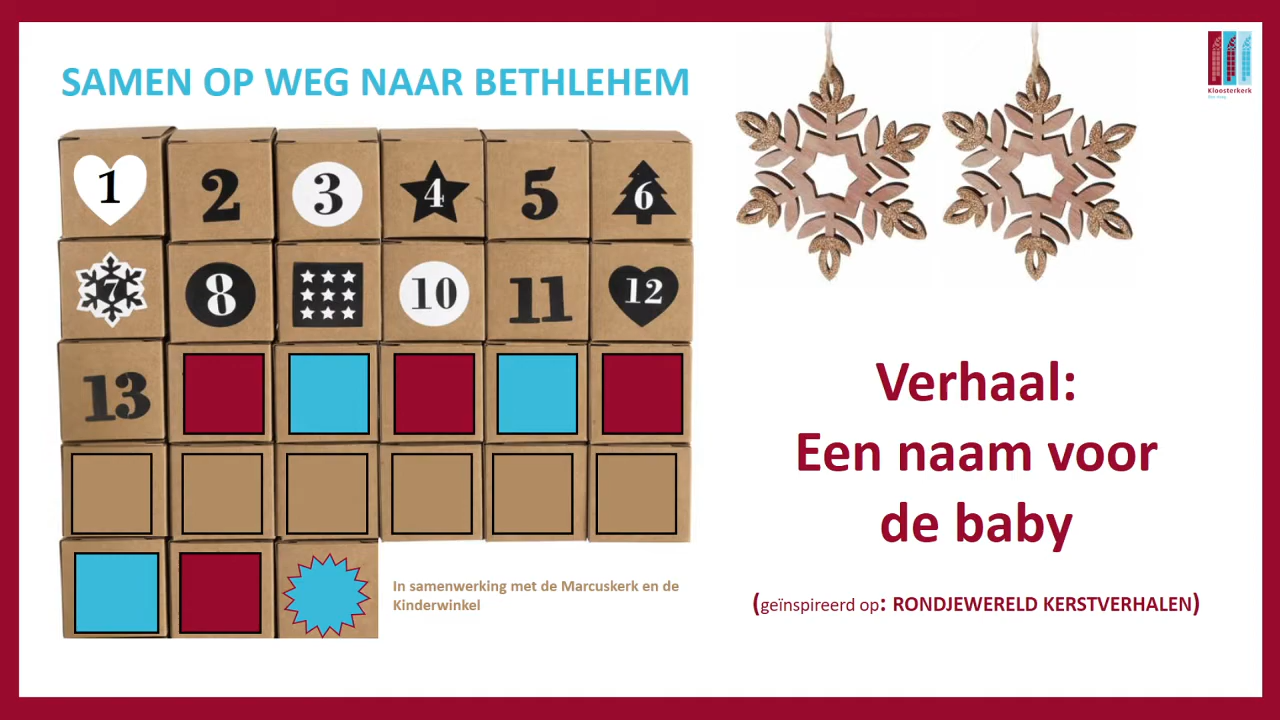 SAMEN OP WEG NAAR BETHLEHEM
Kloosterkerk
1 2 3 4 5 6
7 8 10 11 12
13
Verhaal:
Een naam voor
de baby
In samenwerking met de Marcuskerk en de
Kinderwinkel
(geïnspireerd op: RONDJEWERELD KERSTVERHALEN)